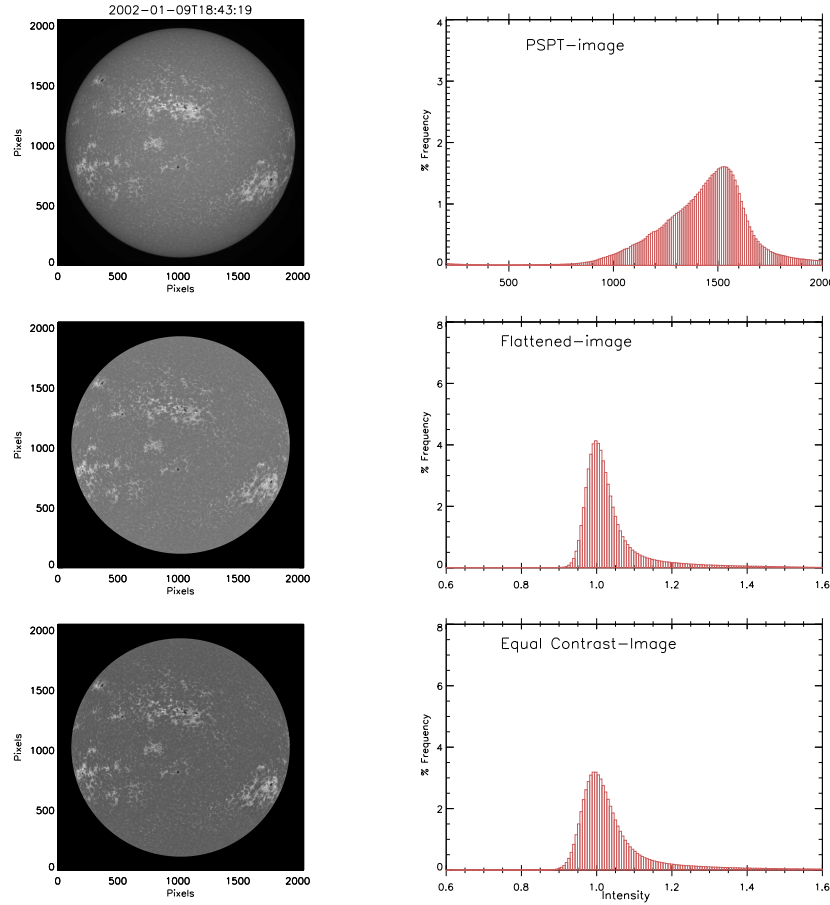 2002-01-09T18:43:19
2000
1500
1000
500
0
Pixels
0 500 1000 1500 2000
Pixels
PSPT-image
4
3
2
1
0
% Frequency
500 1000 1500 2000
2000
1500
1000
500
0
Pixels
0 500 1000 1500 2000
Pixels
Flattened-image
8
6
4
2
0
% Frequency
0.6 0.8 1.0 1.2 1.4 1.6
2000
1500
1000
500
0
Pixels
0 500 1000 1500 2000
Pixels
Equal Contrast-Image
8
6
4
2
0
% Frequency
0.6 0.8 1.0 1.2 1.4 1.6
Intensity